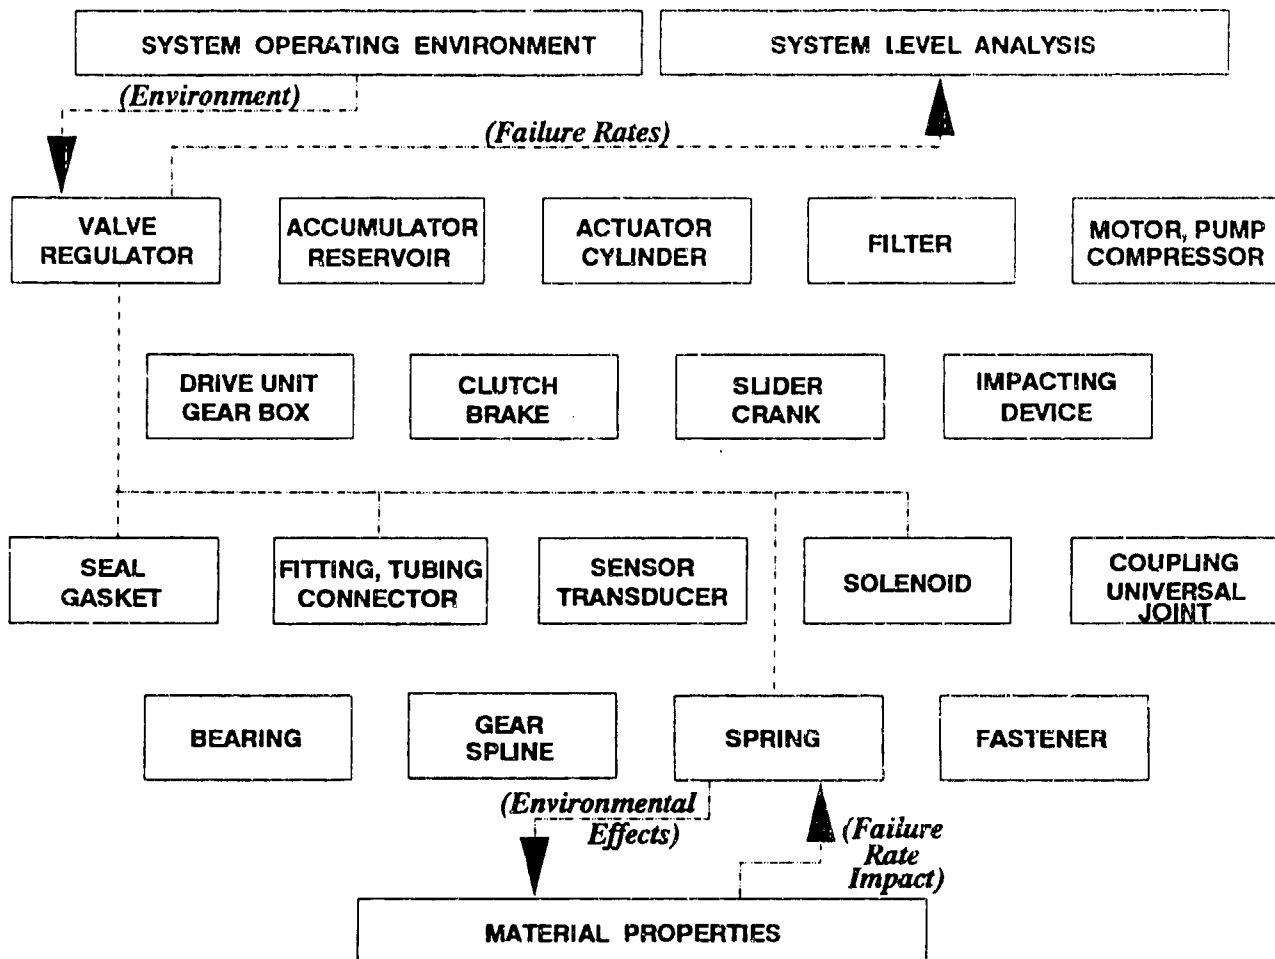 SYSTEM OPERATING ENVIRONMENT
SYSTEM LEVEL ANALYSIS
(Environment)
(Failure Rates)
VALVE
REGULATOR
ACCUMULATOR
RESERVOIR
ACTUATOR
CYLINDER
FILTER
MOTOR, PUMP
COMPRESSOR
DRIVE UNIT
GEAR BOX
CLUTCH
BRAKE
SLIDER
CRANK
IMPACTING
DEVICE
SEAL
GASKET
FITTING, TUBING
CONNECTOR
SENSOR
TRANSDUCER
SOLENOID
COUPLING
UNIVERSAL
JOINT
BEARING
GEAR
SPLINE
SPRING
FASTENER
(Environmental
Effects)
(Failure
Rate
Impact)
MATERIAL PROPERTIES